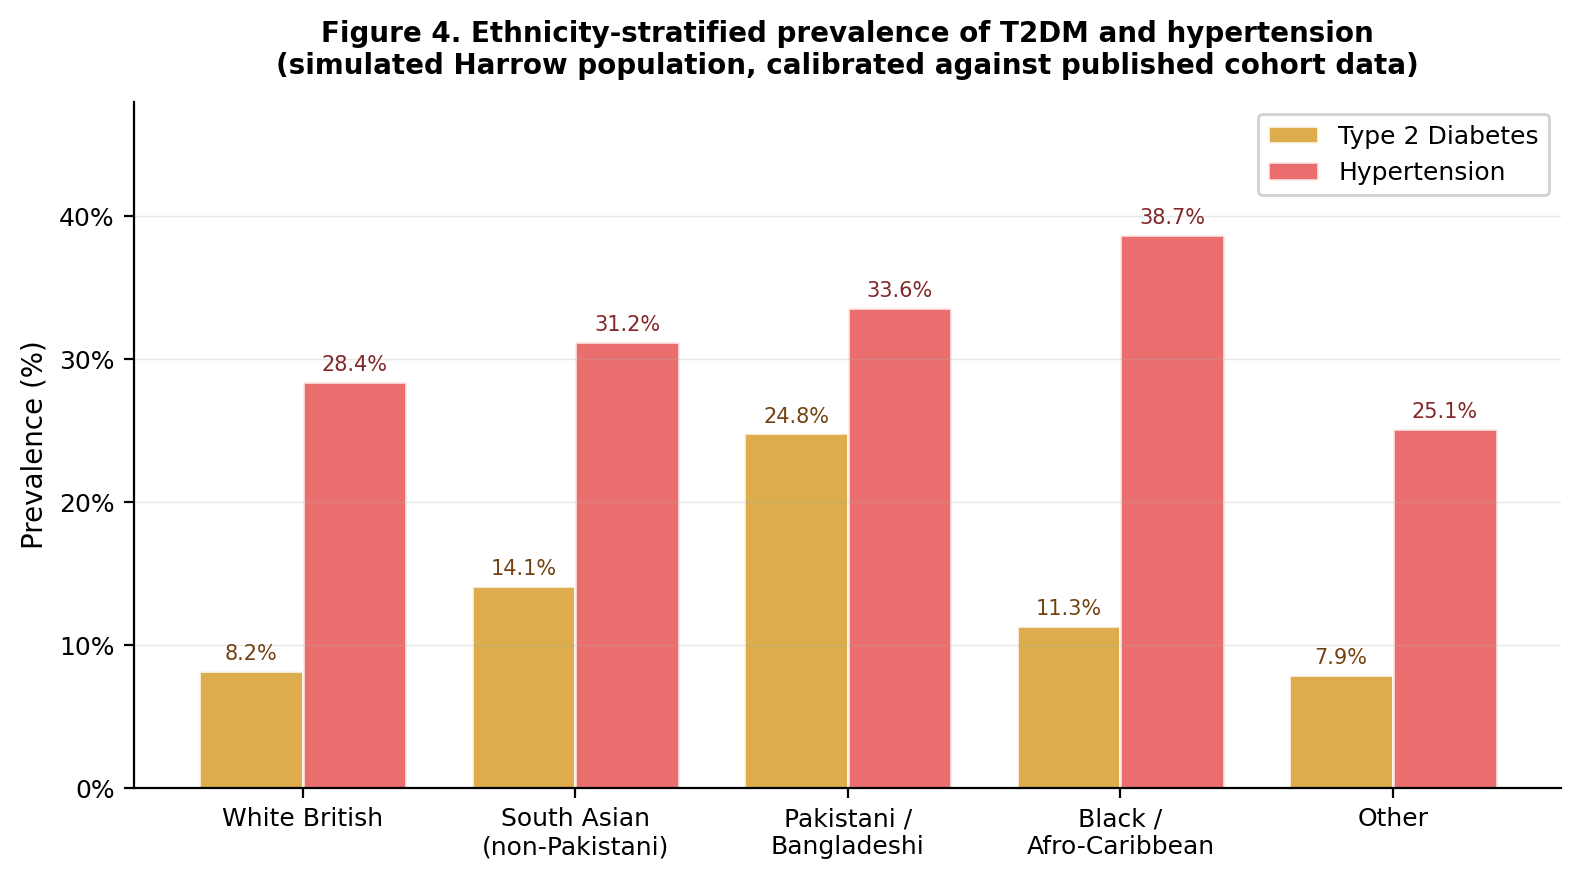 Figure 4. Ethnicity-stratified prevalence of T2DM and hypertension
(simulated Harrow population, calibrated against published cohort data)
Type 2 Diabetes
Hypertension
Prevalence (%)
40%
30%
20%
10%
0%
8.2%
28.4%
14.1%
31.2%
24.8%
33.6%
11.3%
38.7%
7.9%
25.1%
White British
South Asian
(non-Pakistani)
Pakistani /
Bangladeshi
Black /
Afro-Caribbean
Other